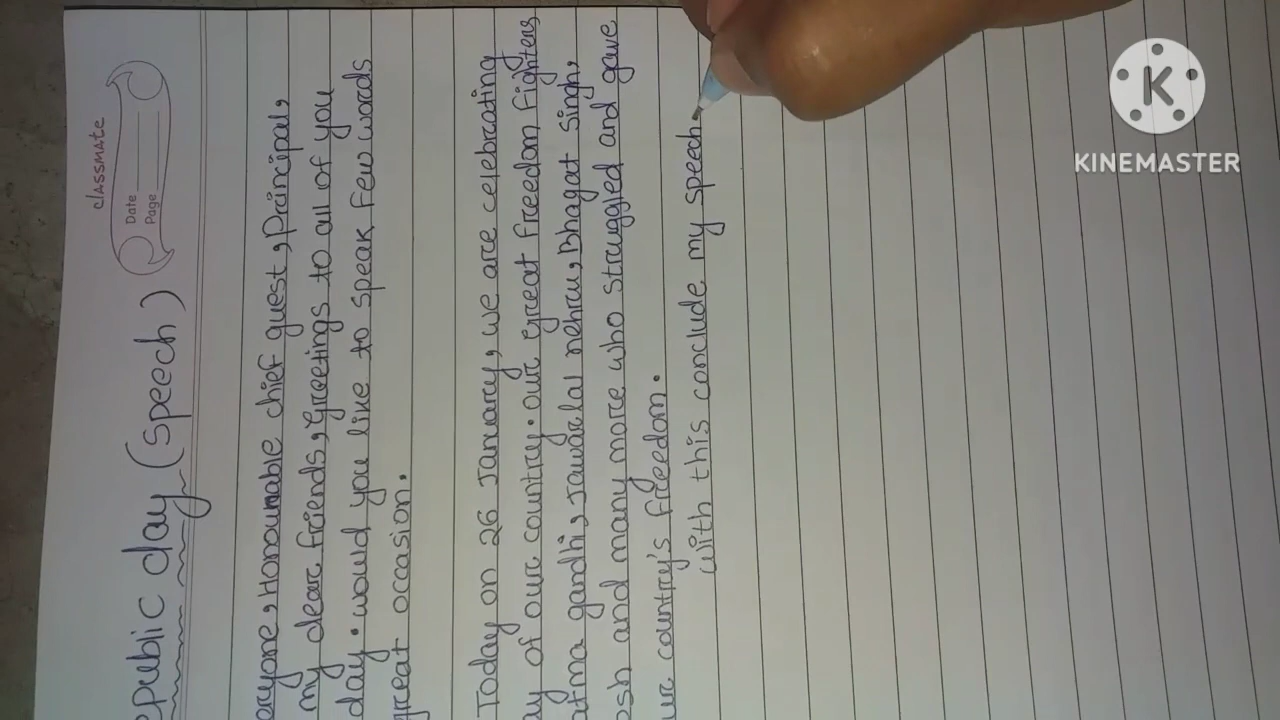 CLASSMATE
Date
Page
epublic day (speech)
eryone, Honourable chief guest, Principal,
my dear friends, Greetings to all of you
day. would you like to speak few words
great occasion.
Today on 26 January, we are celebrating
ay of our country. our great freedom fighters
atma gandhi, Jawarlal nehru, Bhagat singh,
osh and many more who struggled and gave
ur country's freedom.
with this conclude my speech.
K
KINEMASTER